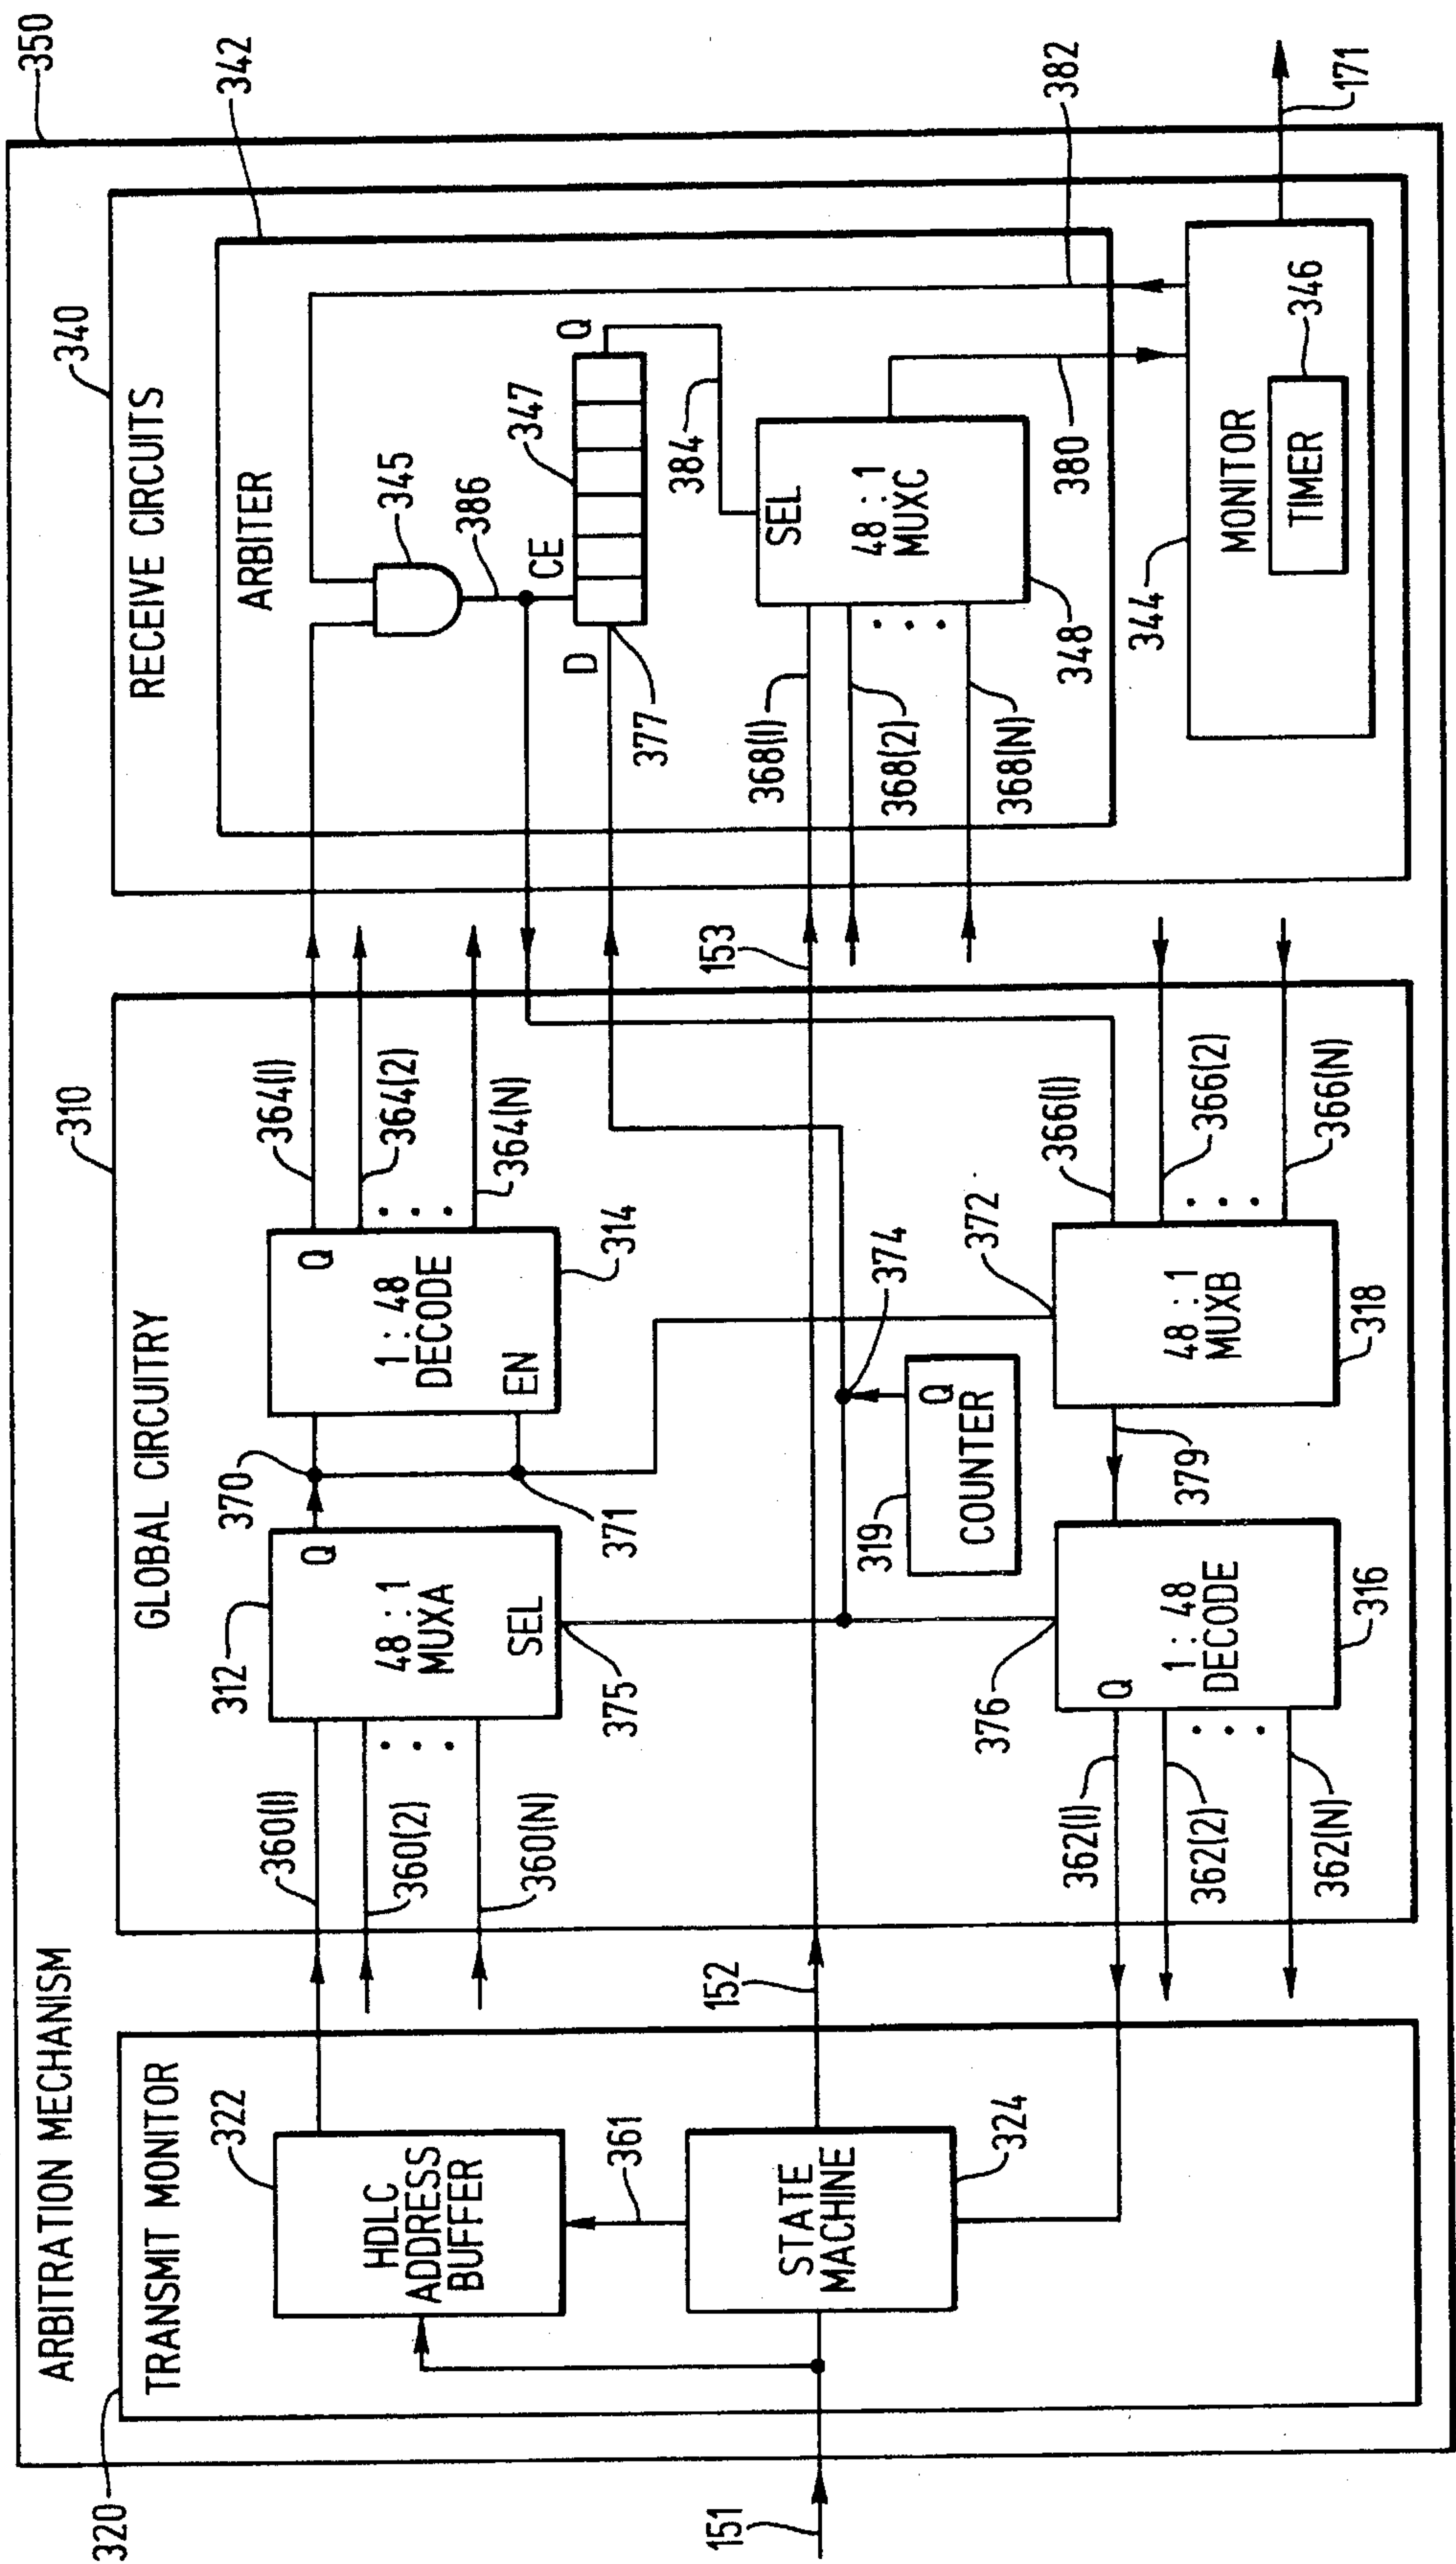 350
ARBITRATION MECHANISM
320
TRANSMIT MONITOR
322
HDLC
ADDRESS
BUFFER
361
STATE
MACHINE
324
151
152
310
GLOBAL CIRCUITRY
360(1)
360(2)
360(N)
312
Q
48 : 1
MUXA
SEL
375
370
371
Q
1 : 48
DECODE
EN
314
364(1)
364(2)
364(N)
153
374
319
Q
COUNTER
376
Q
1 : 48
DECODE
316
362(1)
362(2)
362(N)
379
372
48 : 1
MUXB
318
366(1)
366(2)
366(N)
340
RECEIVE CIRCUITS
342
ARBITER
345
386
CE
347
D
Q
377
384
SEL
48 : 1
MUXC
348
368(1)
368(2)
368(N)
380
382
344
MONITOR
TIMER
346
171